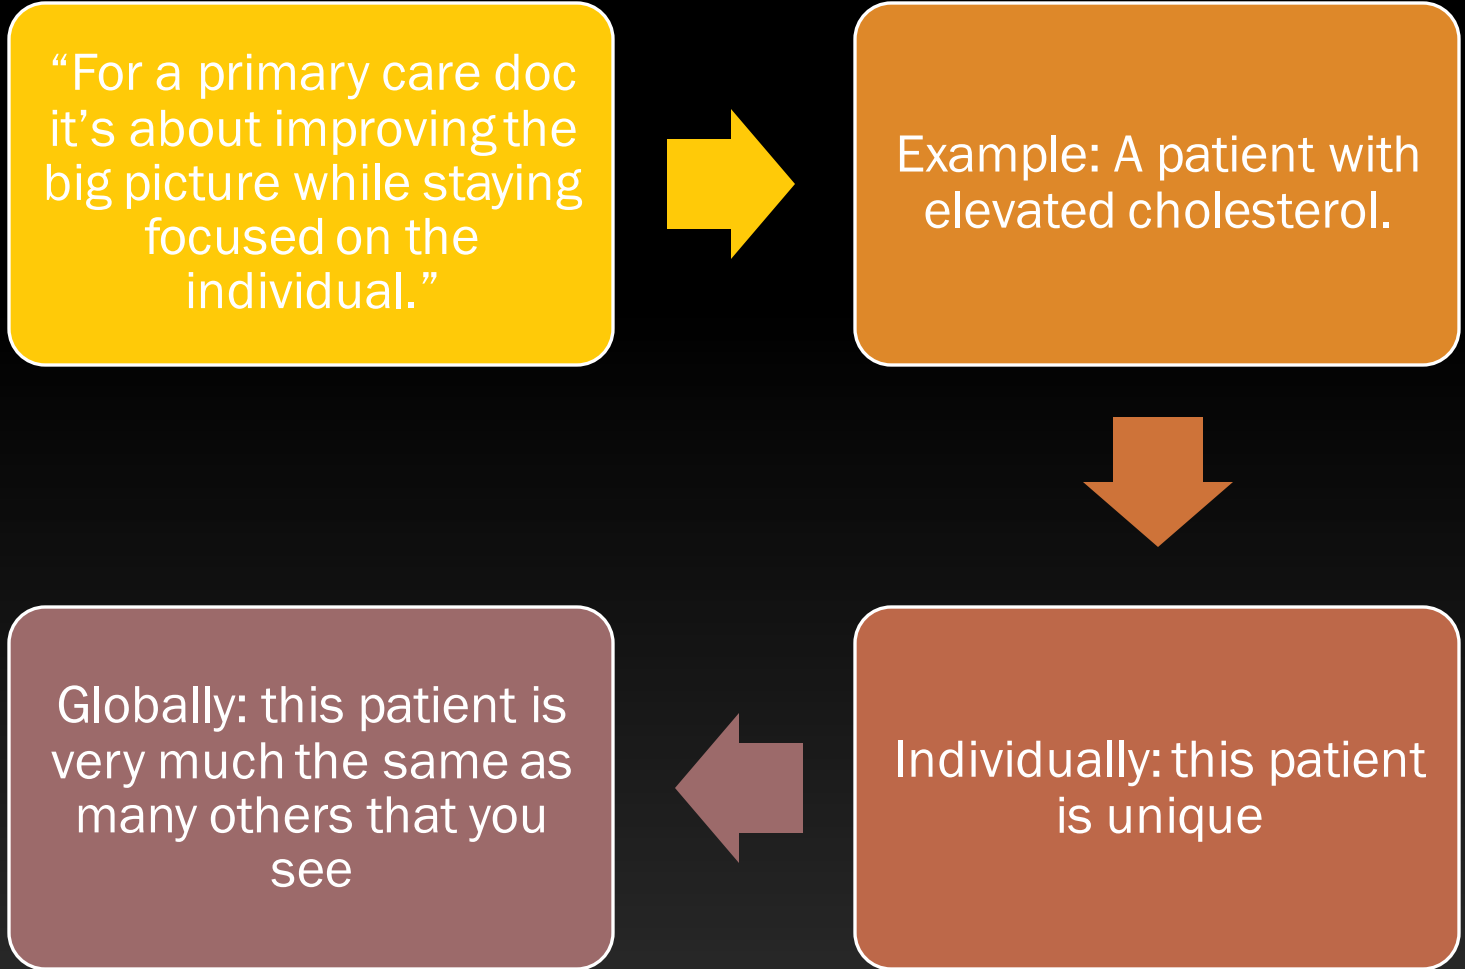 “For a primary care doc
it’s about improving the
big picture while staying
focused on the
individual.”
Example: A patient with
elevated cholesterol.
Individually: this patient
is unique
Globally: this patient is
very much the same as
many others that you
see